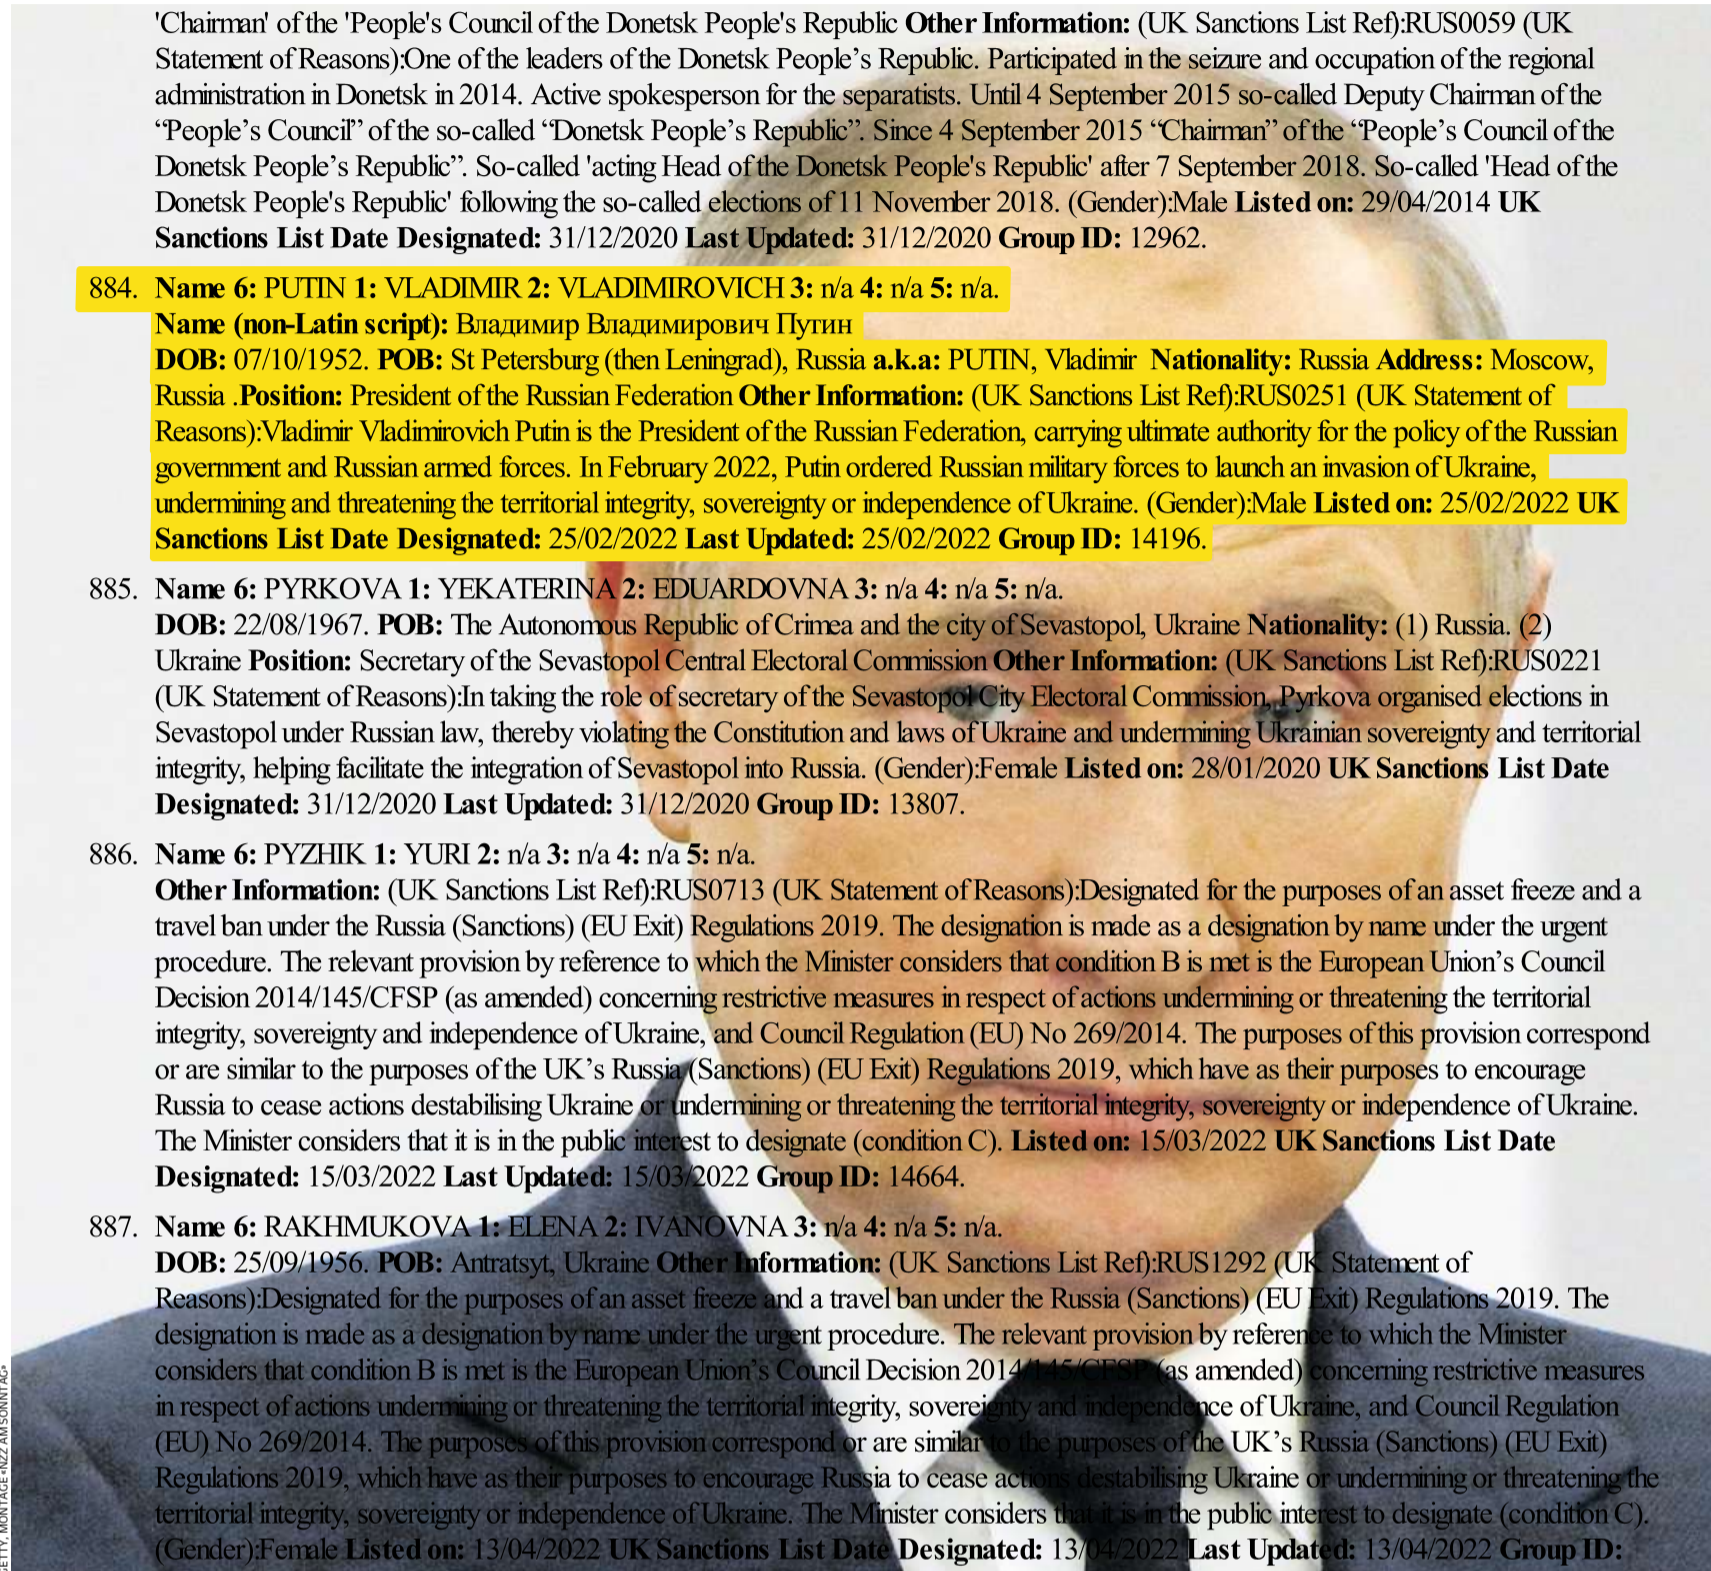 'Chairman' of the 'People's Council of the Donetsk People's Republic Other Information: (UK Sanctions List Ref):RUS0059 (UK
Statement of Reasons):One of the leaders of the Donetsk People’s Republic. Participated in the seizure and occupation of the regional
administration in Donetsk in 2014. Active spokesperson for the separatists. Until 4 September 2015 so-called Deputy Chairman of the
“People’s Council” of the so-called “Donetsk People’s Republic”. Since 4 September 2015 “Chairman” of the “People’s Council of the
Donetsk People’s Republic”. So-called 'acting Head of the Donetsk People's Republic' after 7 September 2018. So-called 'Head of the
Donetsk People's Republic' following the so-called elections of 11 November 2018. (Gender):Male Listed on: 29/04/2014 UK
Sanctions List Date Designated: 31/12/2020 Last Updated: 31/12/2020 Group ID: 12962.
884. Name 6: PUTIN 1: VLADIMIR 2: VLADIMIROVICH 3: n/a 4: n/a 5: n/a.
Name (non-Latin script): Владимир Владимирович Путин
DOB: 07/10/1952. POB: St Petersburg (then Leningrad), Russia a.k.a: PUTIN, Vladimir Nationality: Russia Address: Moscow,
Russia .Position: President of the Russian Federation Other Information: (UK Sanctions List Ref):RUS0251 (UK Statement of
Reasons):Vladimir Vladimirovich Putin is the President of the Russian Federation, carrying ultimate authority for the policy of the Russian
government and Russian armed forces. In February 2022, Putin ordered Russian military forces to launch an invasion of Ukraine,
undermining and threatening the territorial integrity, sovereignty or independence of Ukraine. (Gender):Male Listed on: 25/02/2022 UK
Sanctions List Date Designated: 25/02/2022 Last Updated: 25/02/2022 Group ID: 14196.
885. Name 6: PYRKOVA 1: YEKATERINA 2: EDUARDOVNA 3: n/a 4: n/a 5: n/a.
DOB: 22/08/1967. POB: The Autonomous Republic of Crimea and the city of Sevastopol, Ukraine Nationality: (1) Russia. (2)
Ukraine Position: Secretary of the Sevastopol Central Electoral Commission Other Information: (UK Sanctions List Ref):RUS0221
(UK Statement of Reasons):In taking the role of secretary of the Sevastopol City Electoral Commission, Pyrkova organised elections in
Sevastopol under Russian law, thereby violating the Constitution and laws of Ukraine and undermining Ukrainian sovereignty and territorial
integrity, helping facilitate the integration of Sevastopol into Russia. (Gender):Female Listed on: 28/01/2020 UK Sanctions List Date
Designated: 31/12/2020 Last Updated: 31/12/2020 Group ID: 13807.
886. Name 6: PYZHIK 1: YURI 2: n/a 3: n/a 4: n/a 5: n/a.
Other Information: (UK Sanctions List Ref):RUS0713 (UK Statement of Reasons):Designated for the purposes of an asset freeze and a
travel ban under the Russia (Sanctions) (EU Exit) Regulations 2019. The designation is made as a designation by name under the urgent
procedure. The relevant provision by reference to which the Minister considers that condition B is met is the European Union’s Council
Decision 2014/145/CFSP (as amended) concerning restrictive measures in respect of actions undermining or threatening the territorial
integrity, sovereignty and independence of Ukraine, and Council Regulation (EU) No 269/2014. The purposes of this provision correspond
or are similar to the purposes of the UK’s Russia (Sanctions) (EU Exit) Regulations 2019, which have as their purposes to encourage
Russia to cease actions destabilising Ukraine or undermining or threatening the territorial integrity, sovereignty or independence of Ukraine.
The Minister considers that it is in the public interest to designate (condition C). Listed on: 15/03/2022 UK Sanctions List Date
Designated: 15/03/2022 Last Updated: 15/03/2022 Group ID: 14664.
887. Name 6: RAKHMUKOVA 1: ELENA 2: IVANOVNA 3: n/a 4: n/a 5: n/a.
DOB: 25/09/1956. POB: Antratsyt, Ukraine Other Information: (UK Sanctions List Ref):RUS1292 (UK Statement of
Reasons):Designated for the purposes of an asset freeze and a travel ban under the Russia (Sanctions) (EU Exit) Regulations 2019. The
designation is made as a designation by name under the urgent procedure. The relevant provision by reference to which the Minister
considers that condition B is met is the European Union’s Council Decision 2014/145/CFSP (as amended) concerning restrictive measures
in respect of actions undermining or threatening the territorial integrity, sovereignty and independence of Ukraine, and Council Regulation
(EU) No 269/2014. The purposes of this provision correspond or are similar to the purposes of the UK’s Russia (Sanctions) (EU Exit)
Regulations 2019, which have as their purposes to encourage Russia to cease actions destabilising Ukraine or undermining or threatening the
territorial integrity, sovereignty or independence of Ukraine. The Minister considers that it is in the public interest to designate (condition C).
(Gender):Female Listed on: 13/04/2022 UK Sanctions List Date Designated: 13/04/2022 Last Updated: 13/04/2022 Group ID:
GETTY, MONTAGE «NZZ AM SONNTAG»